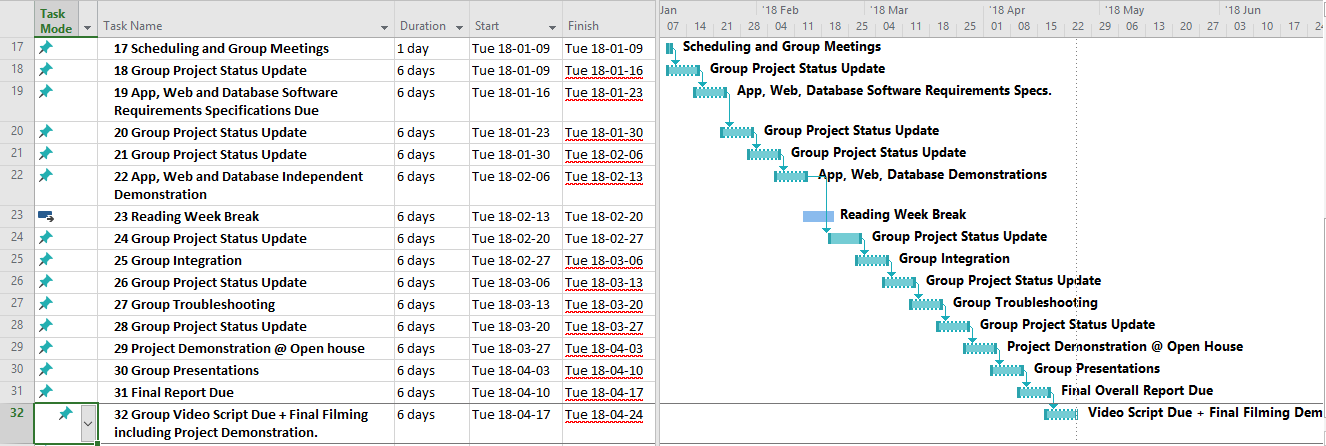 Task Mode Task Name Duration Start Finish
Jan '18 Feb '18 Mar '18 Apr '18 May '18 Jun
07 14 21 28 04 11 18 25 04 11 18 25 01 08 15 22 29 06 13 20 27 03 10 17 24
17 17 Scheduling and Group Meetings 1 day Tue 18-01-09 Tue 18-01-09 Scheduling and Group Meetings
18 18 Group Project Status Update 6 days Tue 18-01-09 Tue 18-01-16 Group Project Status Update
19 19 App, Web and Database Software 6 days Tue 18-01-16 Tue 18-01-23 App, Web, Database Software Requirements Specs.
Requirements Specifications Due
20 20 Group Project Status Update 6 days Tue 18-01-23 Tue 18-01-30 Group Project Status Update
21 21 Group Project Status Update 6 days Tue 18-01-30 Tue 18-02-06 Group Project Status Update
22 22 App, Web and Database Independent 6 days Tue 18-02-06 Tue 18-02-13 App, Web, Database Demonstrations
Demonstration
23 23 Reading Week Break 6 days Tue 18-02-13 Tue 18-02-20 Reading Week Break
24 24 Group Project Status Update 6 days Tue 18-02-20 Tue 18-02-27 Group Project Status Update
25 25 Group Integration 6 days Tue 18-02-27 Tue 18-03-06 Group Integration
26 26 Group Project Status Update 6 days Tue 18-03-06 Tue 18-03-13 Group Project Status Update
27 27 Group Troubleshooting 6 days Tue 18-03-13 Tue 18-03-20 Group Troubleshooting
28 28 Group Project Status Update 6 days Tue 18-03-20 Tue 18-03-27 Group Project Status Update
29 29 Project Demonstration @ Open house 6 days Tue 18-03-27 Tue 18-04-03 Project Demonstration @ Open House
30 30 Group Presentations 6 days Tue 18-04-03 Tue 18-04-10 Group Presentations
31 31 Final Report Due 6 days Tue 18-04-10 Tue 18-04-17 Final Overall Report Due
32 32 Group Video Script Due + Final Filming 6 days Tue 18-04-17 Tue 18-04-24 Video Script Due + Final Filming Dem
including Project Demonstration.